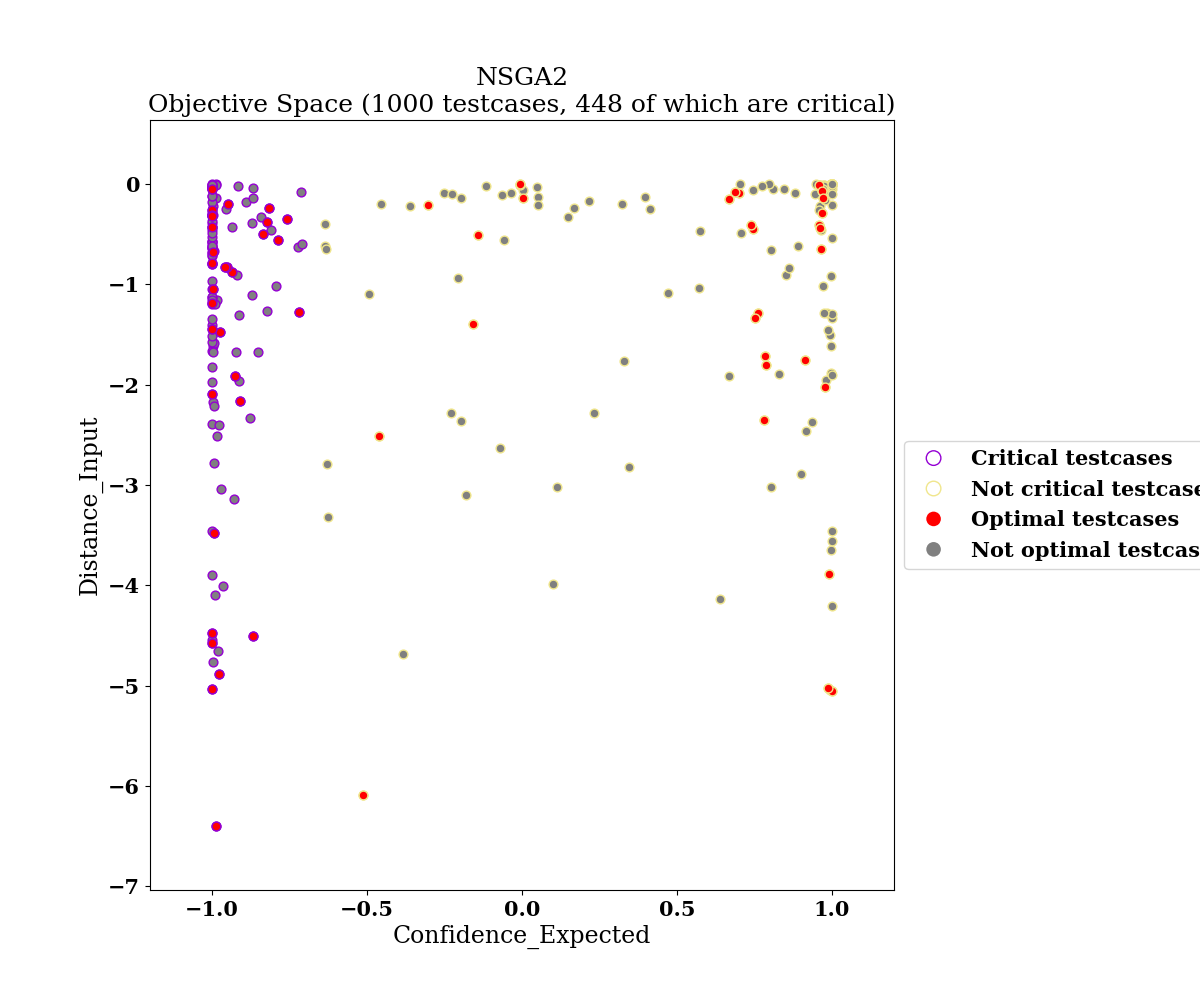 NSGA2
Objective Space (1000 testcases, 448 of which are critical)
0
−1
−2
−3
−4
−5
−6
−7
Distance_Input
−1.0
−0.5
0.0
0.5
1.0
Confidence_Expected
Critical testcases
Not critical testcase
Optimal testcases
Not optimal testcas